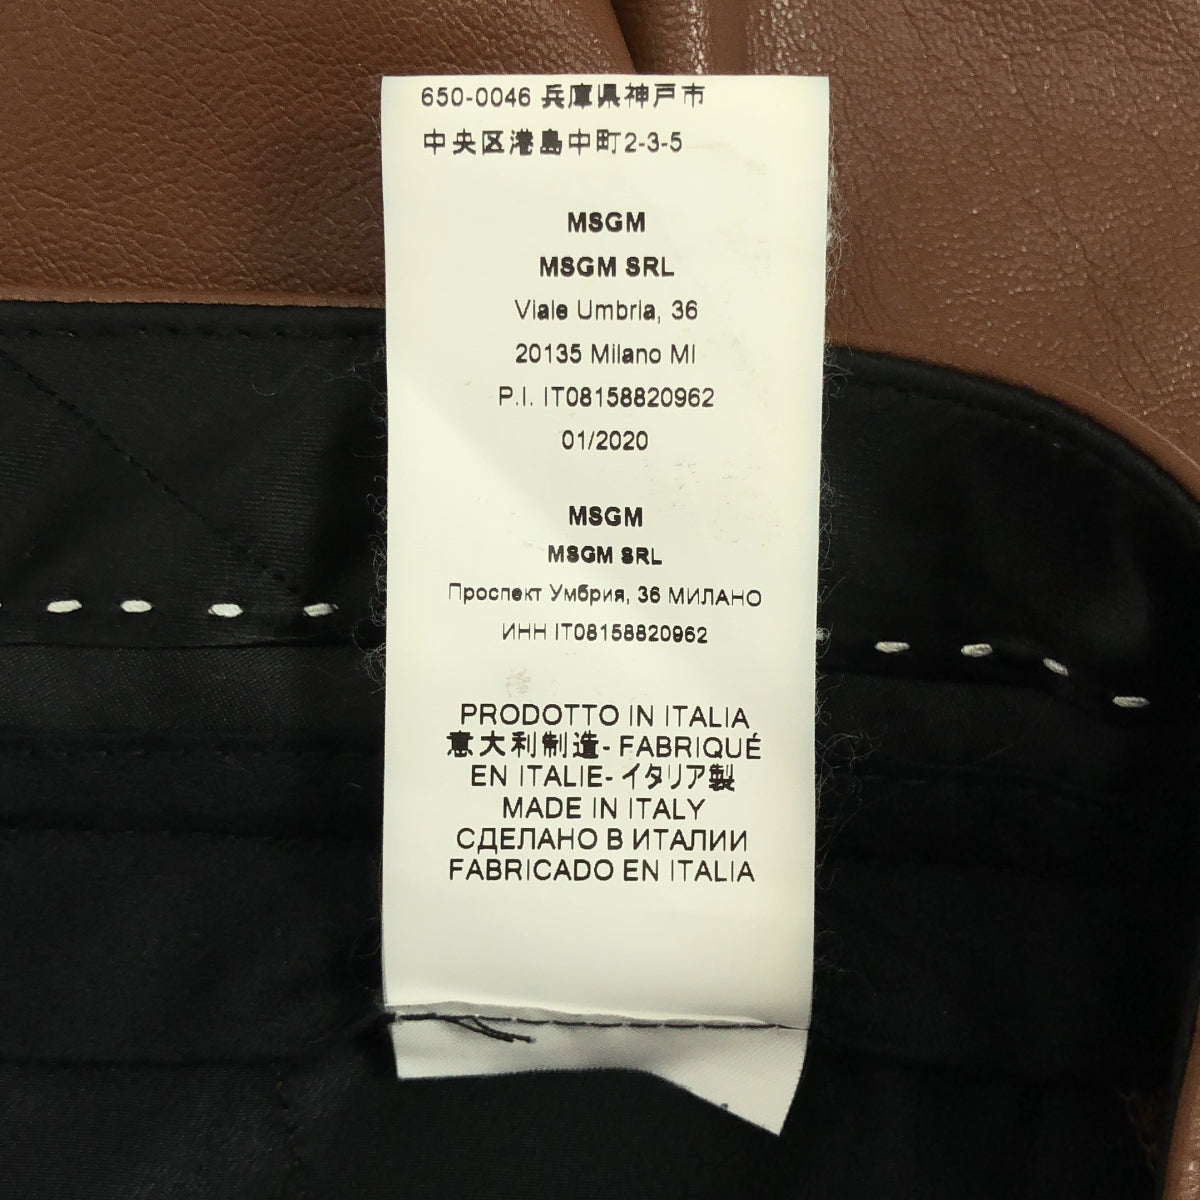 650-0046 兵庫県神戸市
中央区港島中町2-3-5
MSGM
MSGM SRL
Viale Umbria, 36
20135 Milano MI
P.I. IT08158820962
01/2020
MSGM
MSGM SRL
Проспект Умбрия, 36 МИЛАНО
ИНН IT08158820962
PRODOTTO IN ITALIA
意大利制造- FABRIQUÉ
EN ITALIE- イタリア製
MADE IN ITALY
СДЕЛАНО В ИТАЛИИ
FABRICADO EN ITALIA